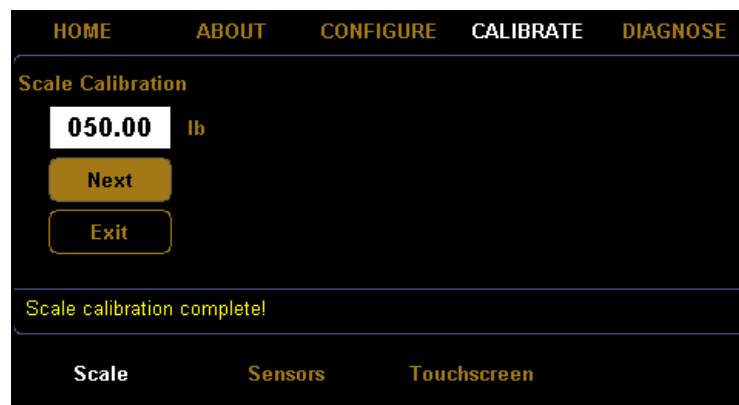 HOME ABOUT CONFIGURE CALIBRATE DIAGNOSE
Scale Calibration
050.00 lb
Next
Exit
Scale calibration complete!
Scale Sensors Touchscreen